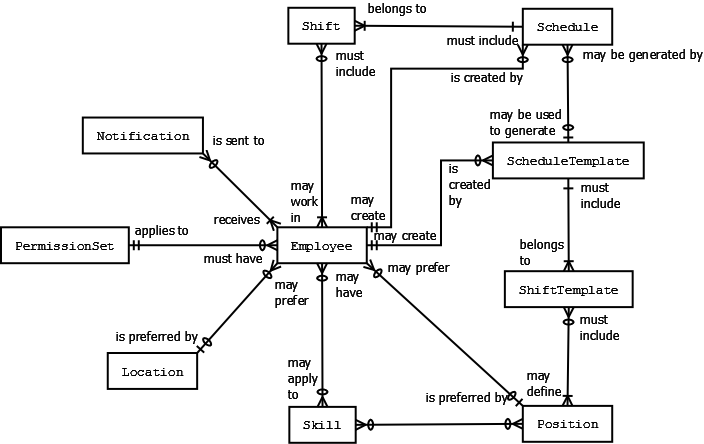 belongs to
Shift
Schedule
must include
must
include
may be generated by
is created by
may be used
to generate
Notification
is sent to
ScheduleTemplate
is
created
by
must
include
may
work
in
may
create
receives
applies to
may create
PermissionSet
Employee
must have
belongs
to
may
prefer
may
have
may prefer
ShiftTemplate
must
include
is preferred by
Location
may
apply
to
may
define
is preferred by
Skill
Position